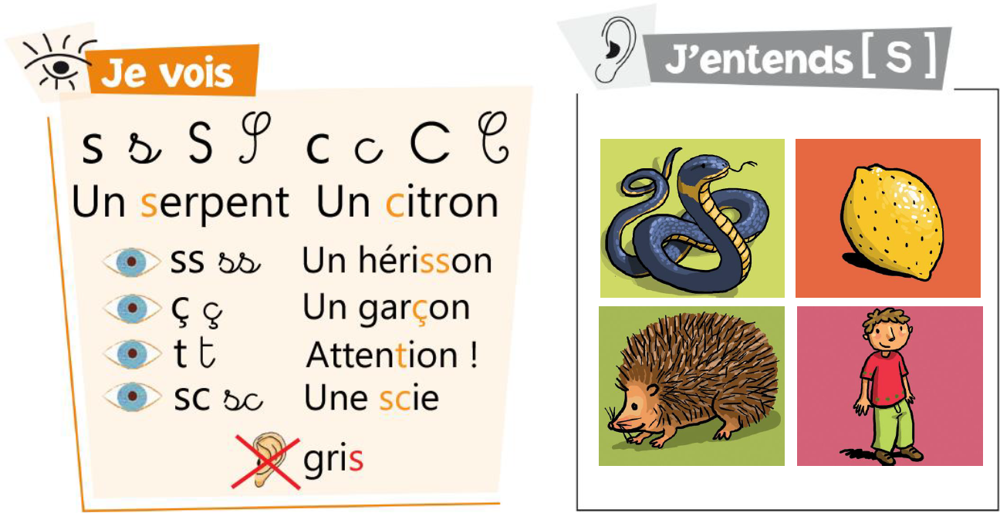 Je vois
s s S S c c C C
Un serpent Un citron
ss ss Un hérisson
ç ç Un garçon
t t Attention !
sc sc Une scie
gris
J'entends [ S ]